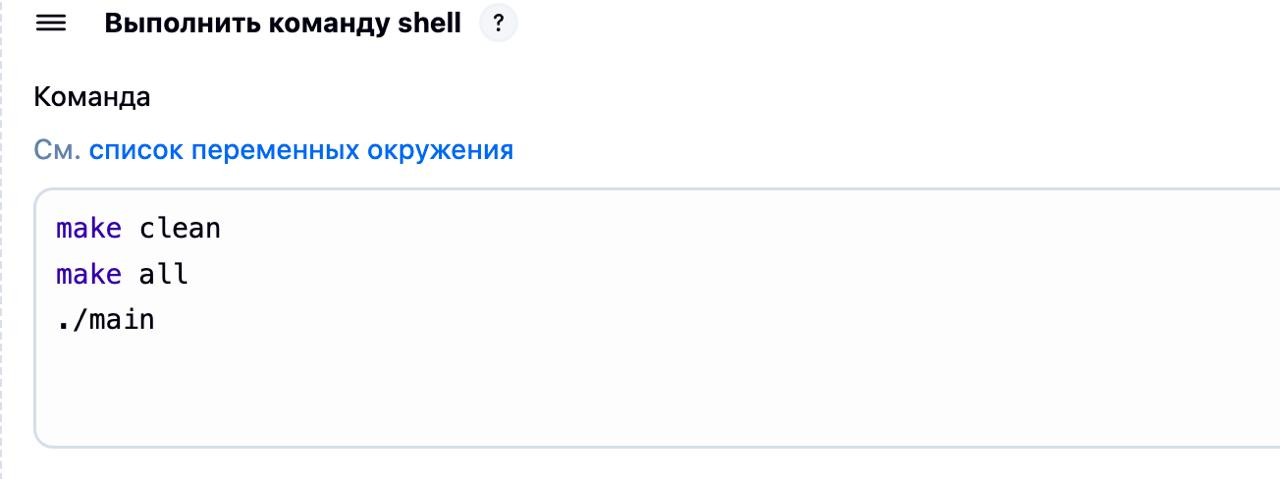 Выполнить команду shell ?
Команда
См. список переменных окружения
make clean
make all
./main